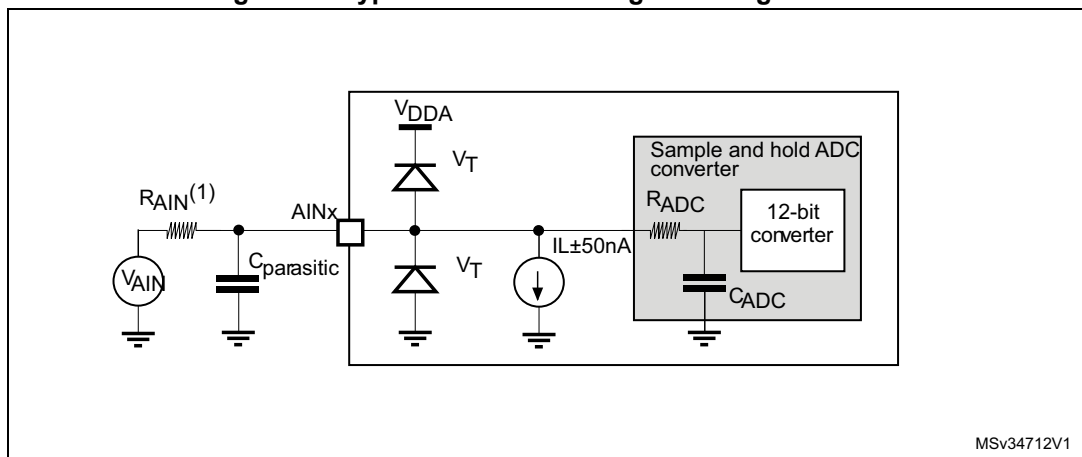 VDDA
VT
Sample and hold ADC
converter
RAIN(1)
AINx
RADC
12-bit
converter
IL±50nA
VAIN
Cparasitic
VT
CADC
MSv34712V1